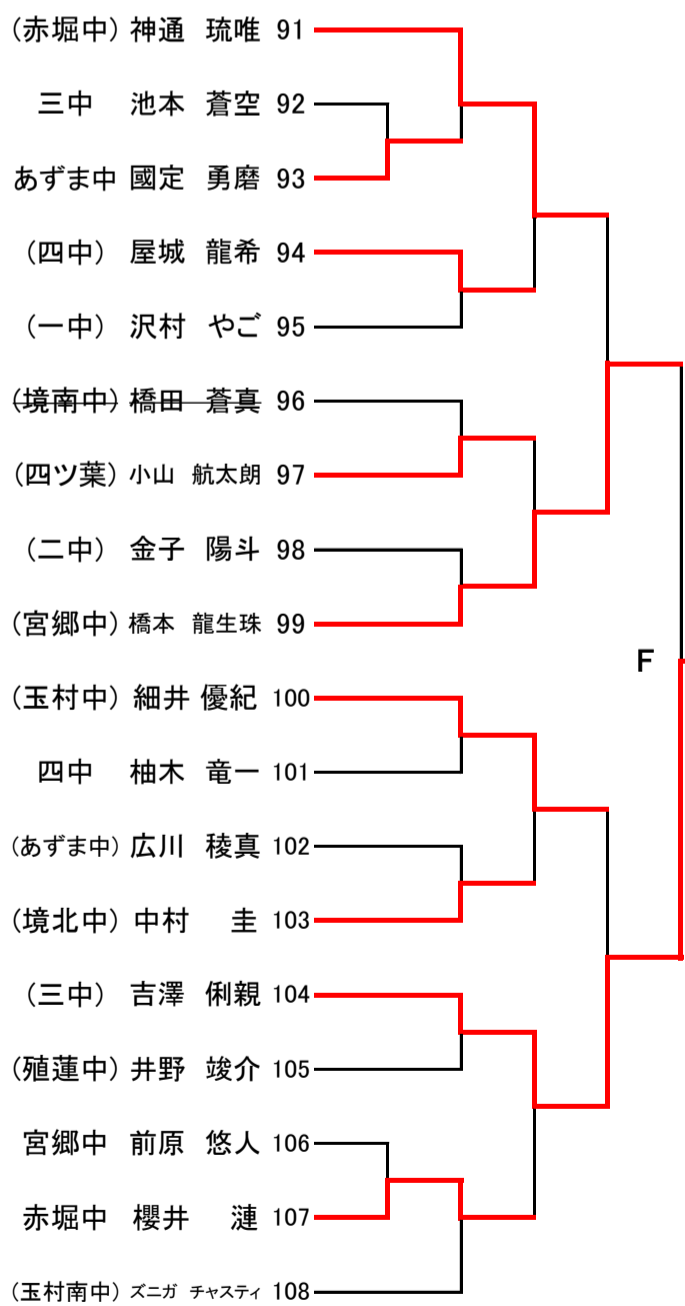 (赤堀中) 神通 琉唯 91
三中 池本 蒼空 92
あずま中 國定 勇磨 93
(四中) 屋城 龍希 94
(一中) 沢村 やご 95
(境南中) 橋田 蒼真 96
(四ツ葉) 小山 航太朗 97
(二中) 金子 陽斗 98
(宮郷中) 橋本 龍生珠 99
F
(玉村中) 細井 優紀 100
四中 柚木 竜一 101
(あずま中) 広川 稜真 102
(境北中) 中村 圭 103
(三中) 吉澤 俐親 104
(殖蓮中) 井野 竣介 105
宮郷中 前原 悠人 106
赤堀中 櫻井 漣 107
(玉村南中) ズニガ チャスティ 108